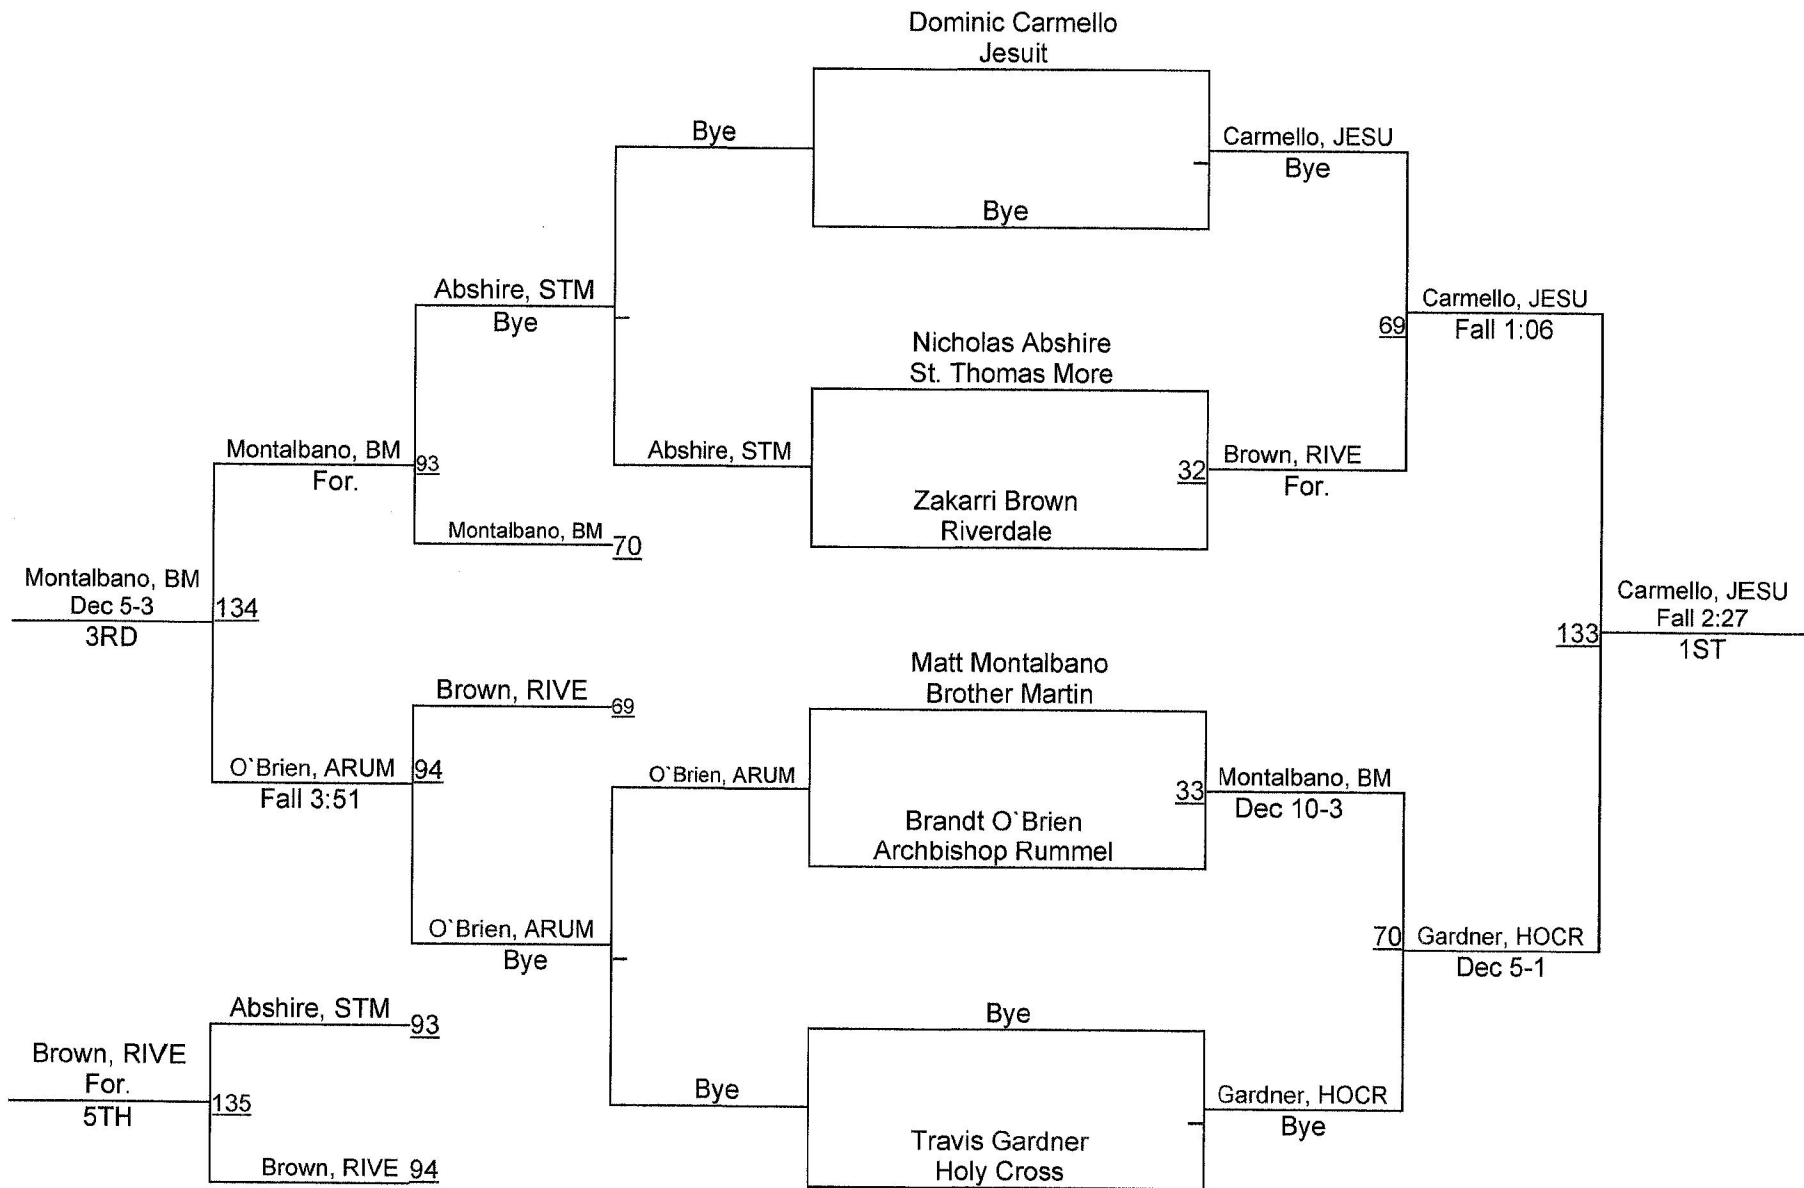 Dominic Carmello
Jesuit
Bye
Carmello, JESU
Bye
Bye
Abshire, STM
Bye
Carmello, JESU
Fall 1:06
69
Nicholas Abshire
St. Thomas More
Montalbano, BM
For.
93
Abshire, STM
32
Brown, RIVE
For.
Zakarri Brown
Riverdale
Montalbano, BM
70
Montalbano, BM
Dec 5-3
3RD
134
Carmello, JESU
Fall 2:27
1ST
133
Matt Montalbano
Brother Martin
Brown, RIVE
69
O`Brien, ARUM
94
Fall 3:51
O`Brien, ARUM
33
Montalbano, BM
Dec 10-3
Brandt O`Brien
Archbishop Rummel
O`Brien, ARUM
Bye
70
Gardner, HOCR
Dec 5-1
Abshire, STM
93
Bye
Brown, RIVE
For.
5TH
135
Bye
Gardner, HOCR
Bye
Travis Gardner
Holy Cross
Brown, RIVE 94